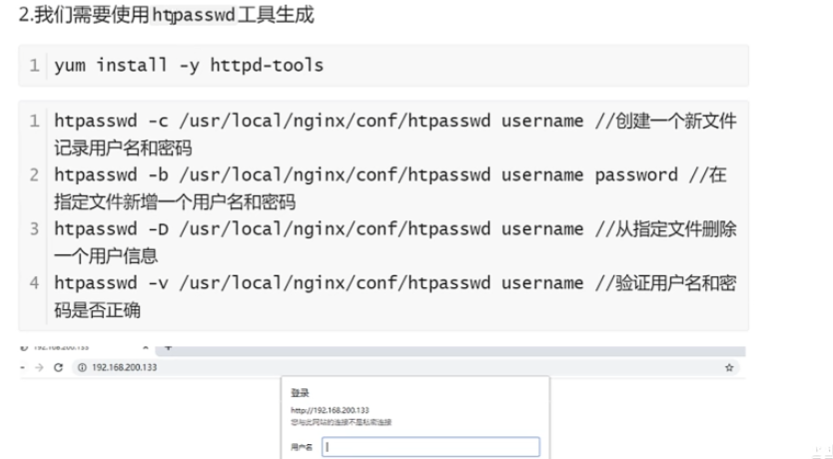 2.我们需要使用htpasswd工具生成
1 yum install -y httpd-tools
1 htpasswd -c /usr/local/nginx/conf/htpasswd username //创建一个新文件
记录用户名和密码
2 htpasswd -b /usr/local/nginx/conf/htpasswd username password //在
指定文件新增一个用户名和密码
3 htpasswd -D /usr/local/nginx/conf/htpasswd username //从指定文件删除
一个用户信息
4 htpasswd -v /usr/local/nginx/conf/htpasswd username //验证用户名和密
码是否正确
192.168.200.133
192.168.200.133
登录
http://192.168.200.133
您与此网站的连接不是私密连接
用户名